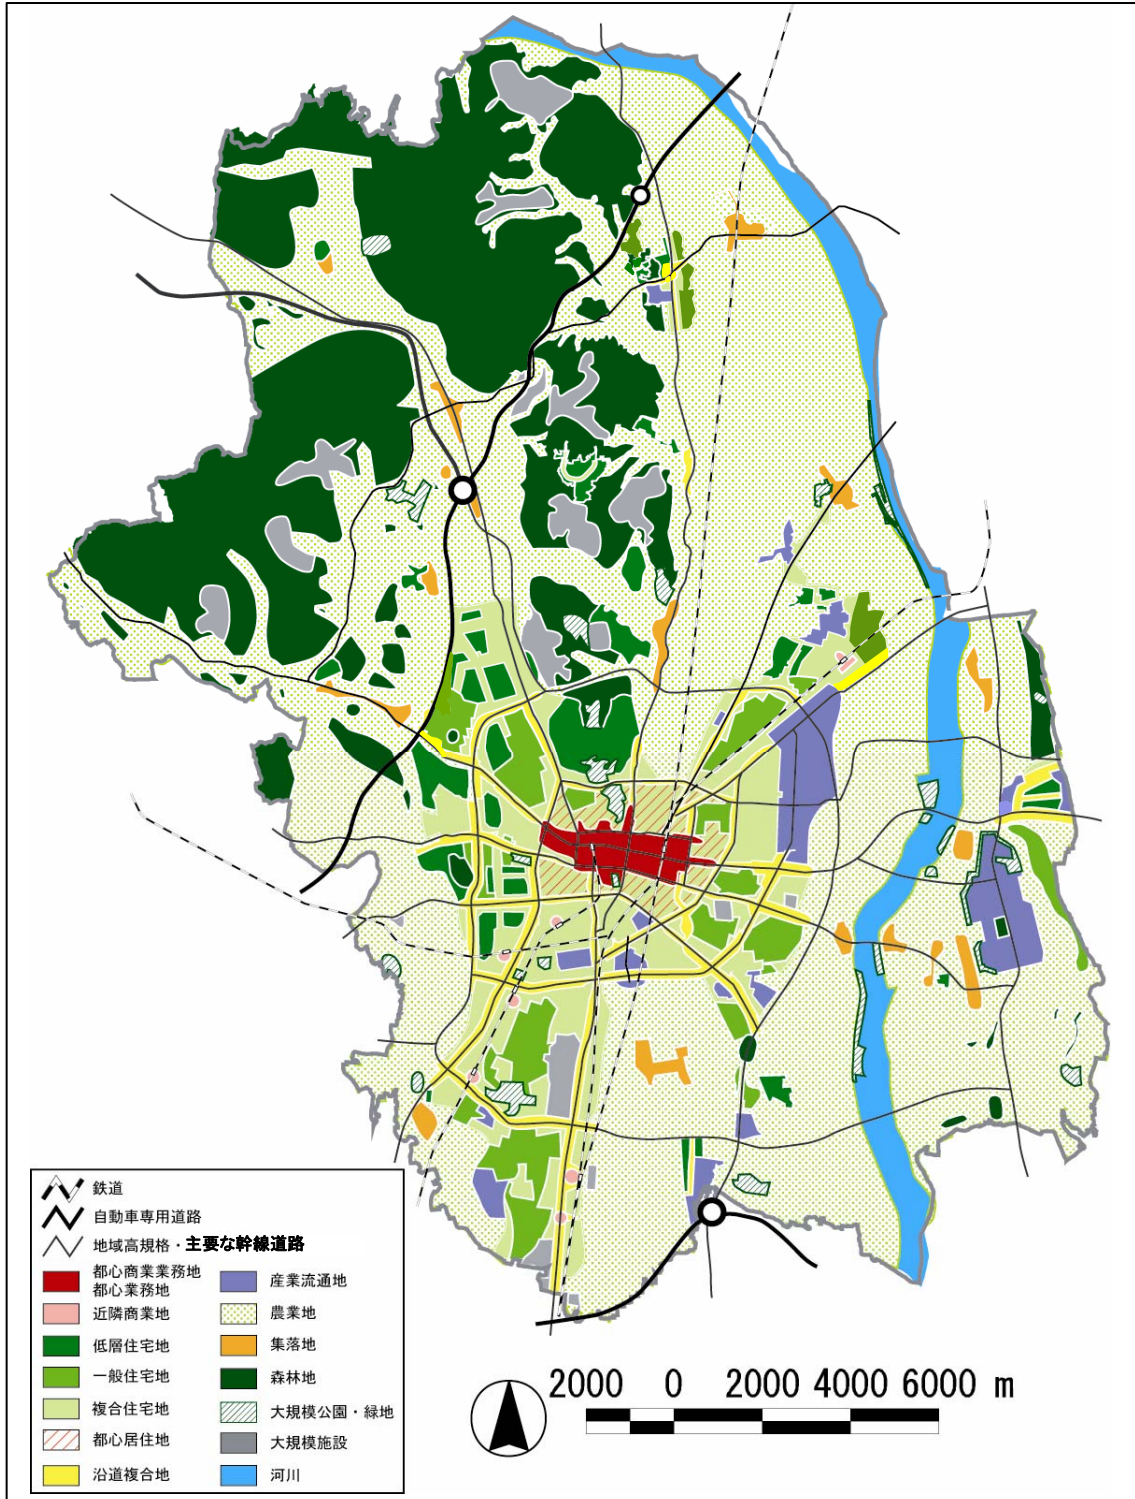 鉄道
自動車専用道路
地域高規格・主要な幹線道路
都心商業業務地
都心業務地
近隣商業地
低層住宅地
一般住宅地
複合住宅地
都心居住地
沿道複合地
産業流通地
農業地
集落地
森林地
大規模公園・緑地
大規模施設
河川
2000 0 2000 4000 6000 m